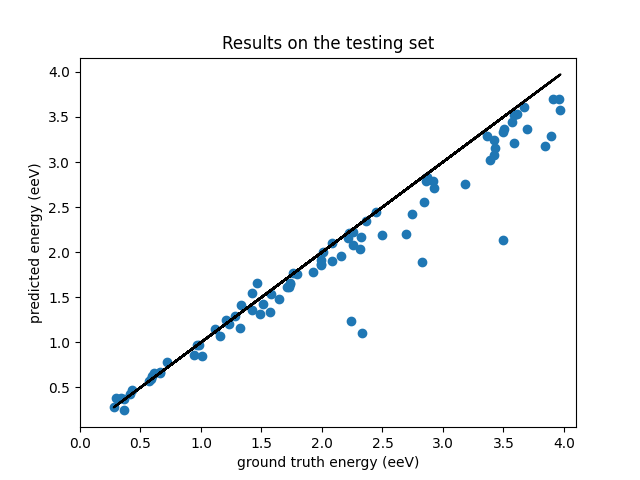 Results on the testing set
4.0
3.5
3.0
2.5
2.0
1.5
1.0
0.5
predicted energy (eeV)
0.0 0.5 1.0 1.5 2.0 2.5 3.0 3.5 4.0
ground truth energy (eeV)